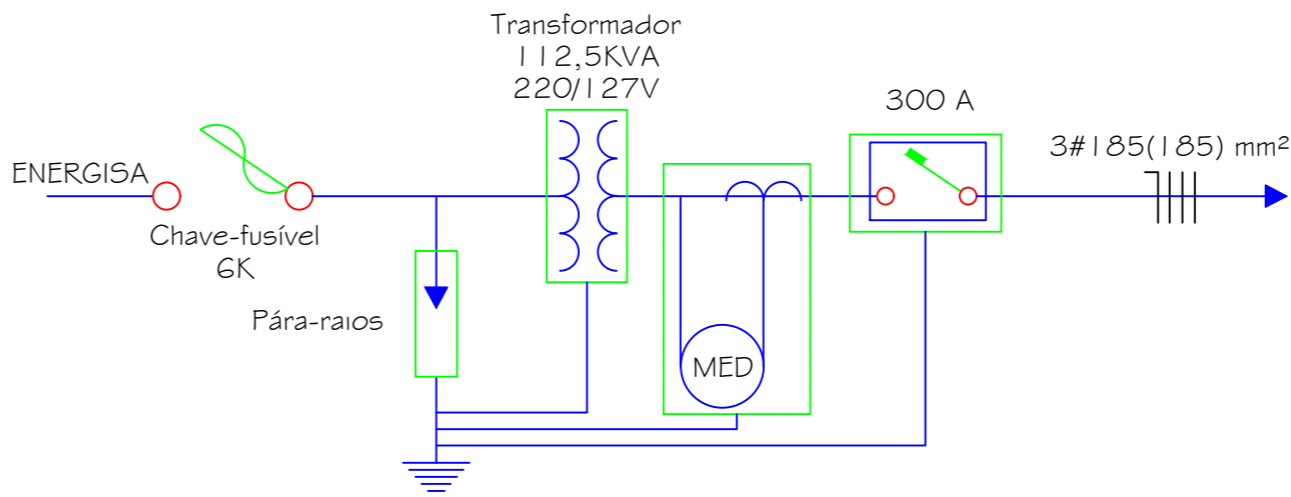 Transformador
112,5KVA
220/127V
300 A
3#185(185) mm²
ENERGISA
Chave-fusível
6K
Pára-raios
MED